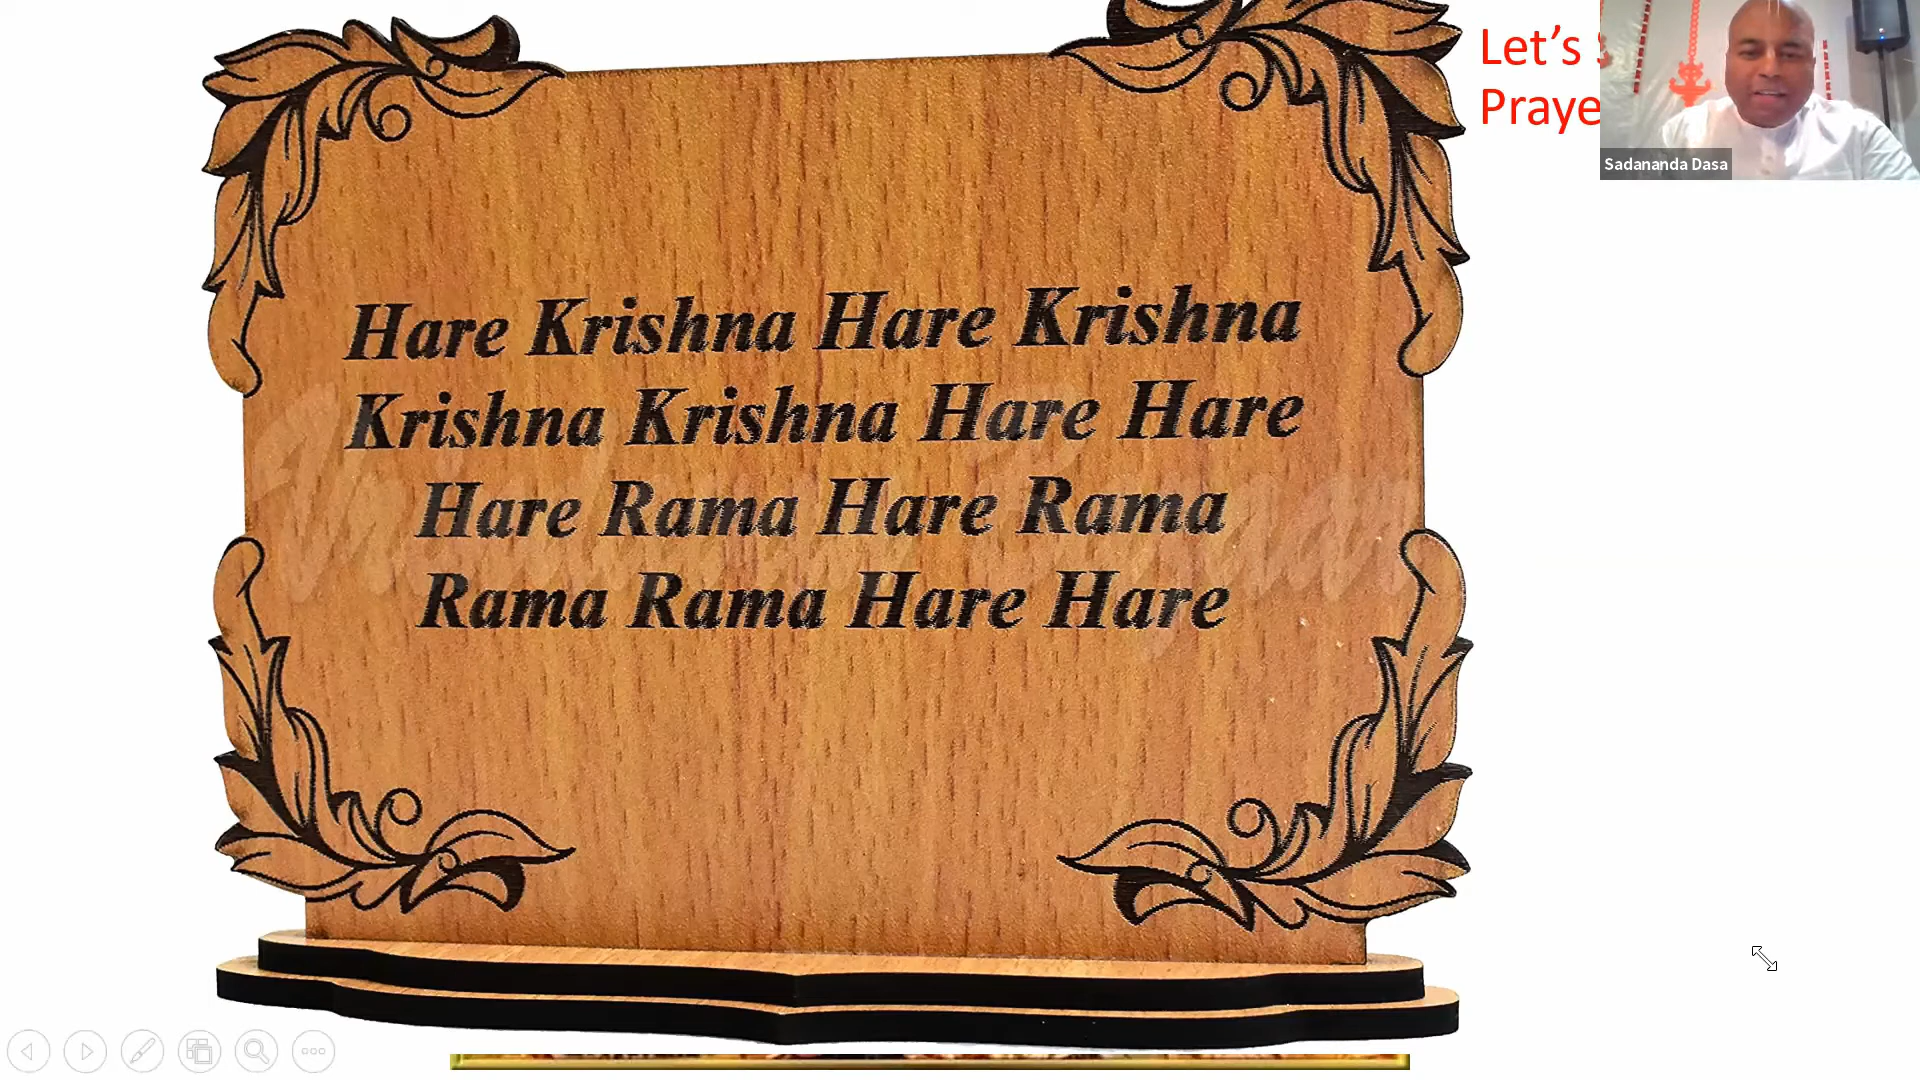 Let's
Hare Krishna Hare Krishna
Krishna Krishna Hare Hare
Hare Rama Hare Rama
Rama Rama Hare Hare
Sadananda Dasa